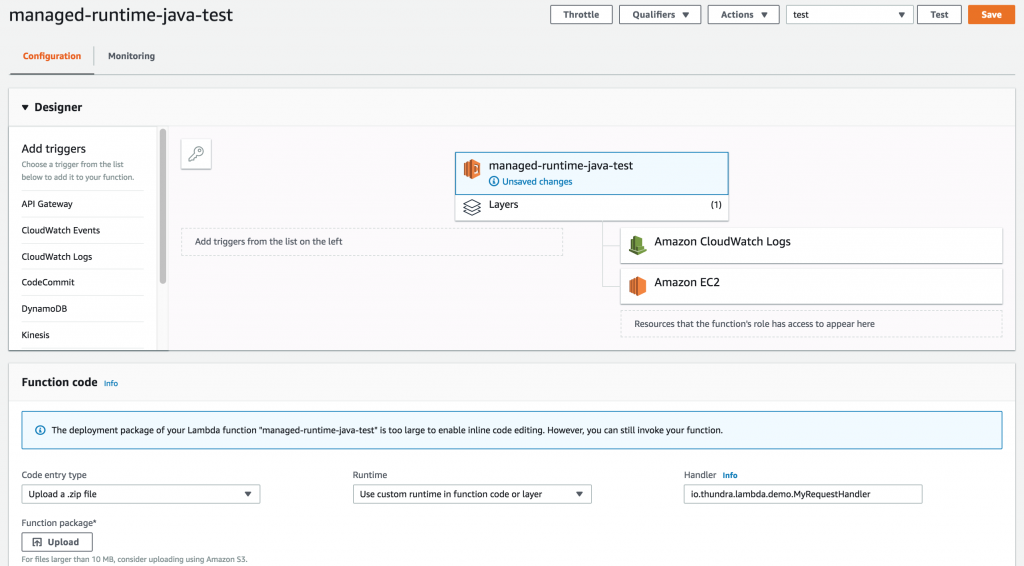 managed-runtime-java-test
Throttle
Qualifiers
Actions
test
Test
Save
Configuration
Monitoring
Designer
Add triggers
Choose a trigger from the list
below to add it to your function.
API Gateway
CloudWatch Events
CloudWatch Logs
CodeCommit
DynamoDB
Kinesis
managed-runtime-java-test
Unsaved changes
Layers (1)
Add triggers from the list on the left
Amazon CloudWatch Logs
Amazon EC2
Resources that the function's role has access to appear here
Function code Info
The deployment package of your Lambda function "managed-runtime-java-test" is too large to enable inline code editing. However, you can still invoke your function.
Code entry type
Upload a .zip file
Runtime
Use custom runtime in function code or layer
Handler Info
io.thundra.lambda.demo.MyRequestHandler
Function package*
Upload
For files larger than 10 MB, consider uploading using Amazon S3.